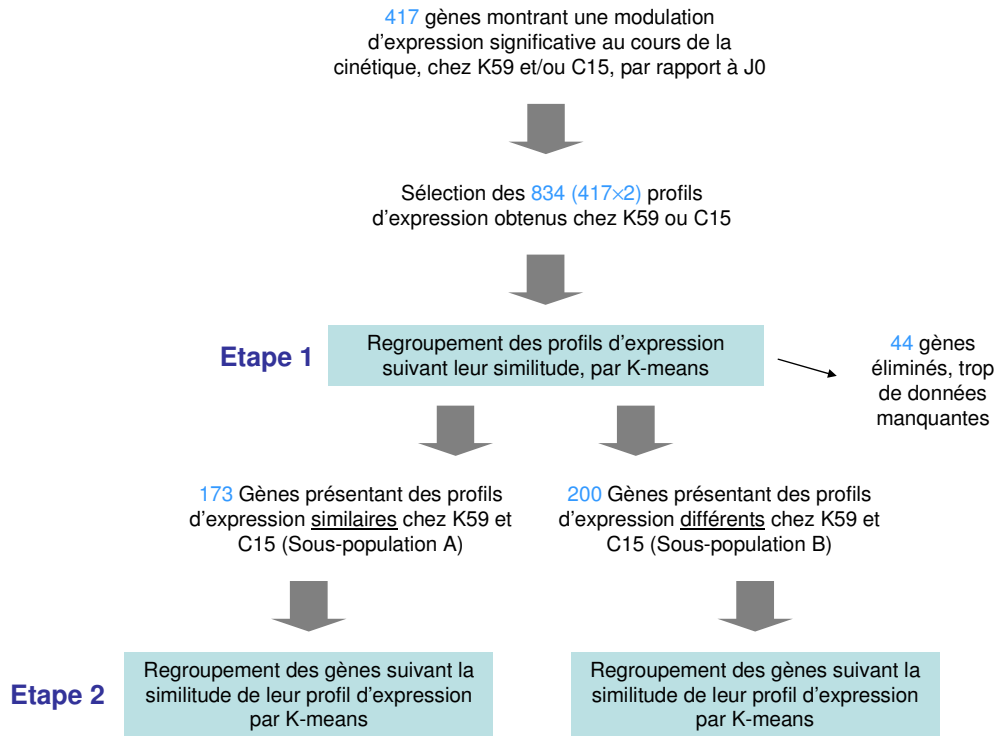 417 gènes montrant une modulation
d'expression significative au cours de la
cinétique, chez K59 et/ou C15, par rapport à J0
Sélection des 834 (417×2) profils
d'expression obtenus chez K59 ou C15
Etape 1
Regroupement des profils d'expression
suivant leur similitude, par K-means
44 gènes
éliminés, trop
de données
manquantes
173 Gènes présentant des profils
d'expression similaires chez K59 et
C15 (Sous-population A)
200 Gènes présentant des profils
d'expression différents chez K59 et
C15 (Sous-population B)
Etape 2
Regroupement des gènes suivant la
similitude de leur profil d'expression
par K-means
Regroupement des gènes suivant la
similitude de leur profil d'expression
par K-means